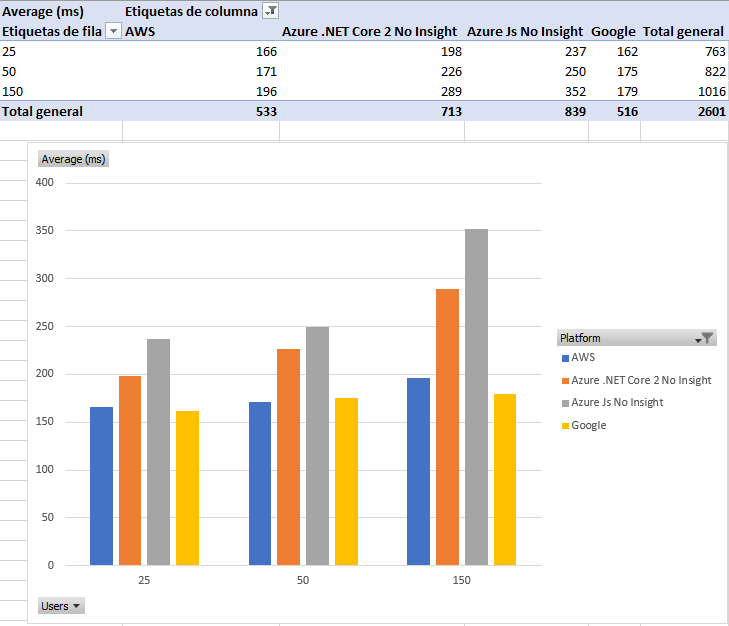 Average (ms) Etiquetas de columna
Etiquetas de fila AWS Azure .NET Core 2 No Insight Azure Js No Insight Google Total general
25 166 198 237 162 763
50 171 226 250 175 822
150 196 289 352 179 1016
Total general 533 713 839 516 2601
Average (ms)
400
350
300
250
200
150
100
50
0
25 50 150
Users
Platform
AWS
Azure .NET Core 2 No Insight
Azure Js No Insight
Google